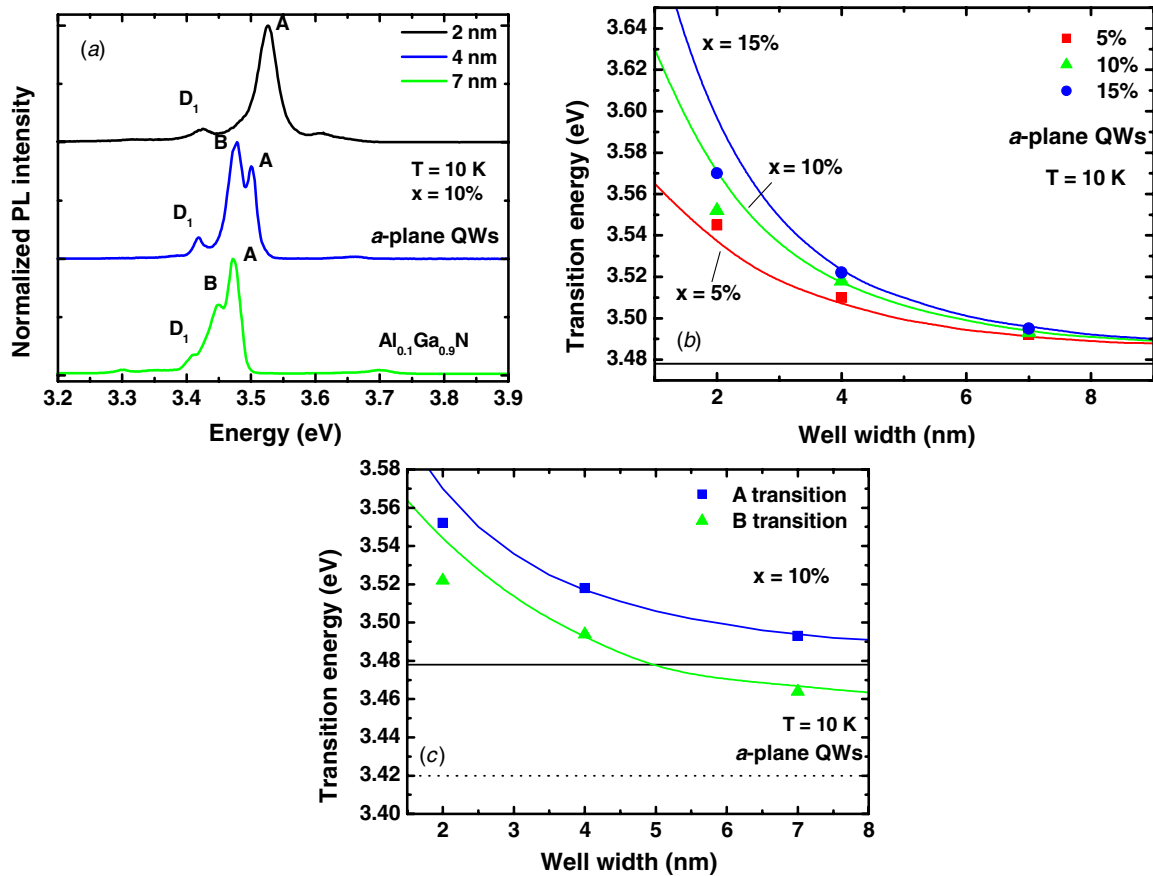 (a)
A
2 nm
4 nm
7 nm
D1
B
A
T = 10 K
x = 10%
D1
a-plane QWs
A
B
D1
Al0.1Ga0.9N
3.2 3.3 3.4 3.5 3.6 3.7 3.8 3.9
Energy (eV)
Normalized PL intensity
3.64
3.62
3.60
3.58
3.56
3.54
3.52
3.50
3.48
3.46
x = 15%
5%
10%
15%
a-plane QWs
x = 10%
T = 10 K
x = 5%
(b)
2 4 6 8
Well width (nm)
Transition energy (eV)
3.58
3.56
3.54
3.52
3.50
3.48
3.46
3.44
3.42
3.40
A transition
B transition
x = 10%
T = 10 K
(c)
a-plane QWs
2 3 4 5 6 7 8
Well width (nm)
Transition energy (eV)